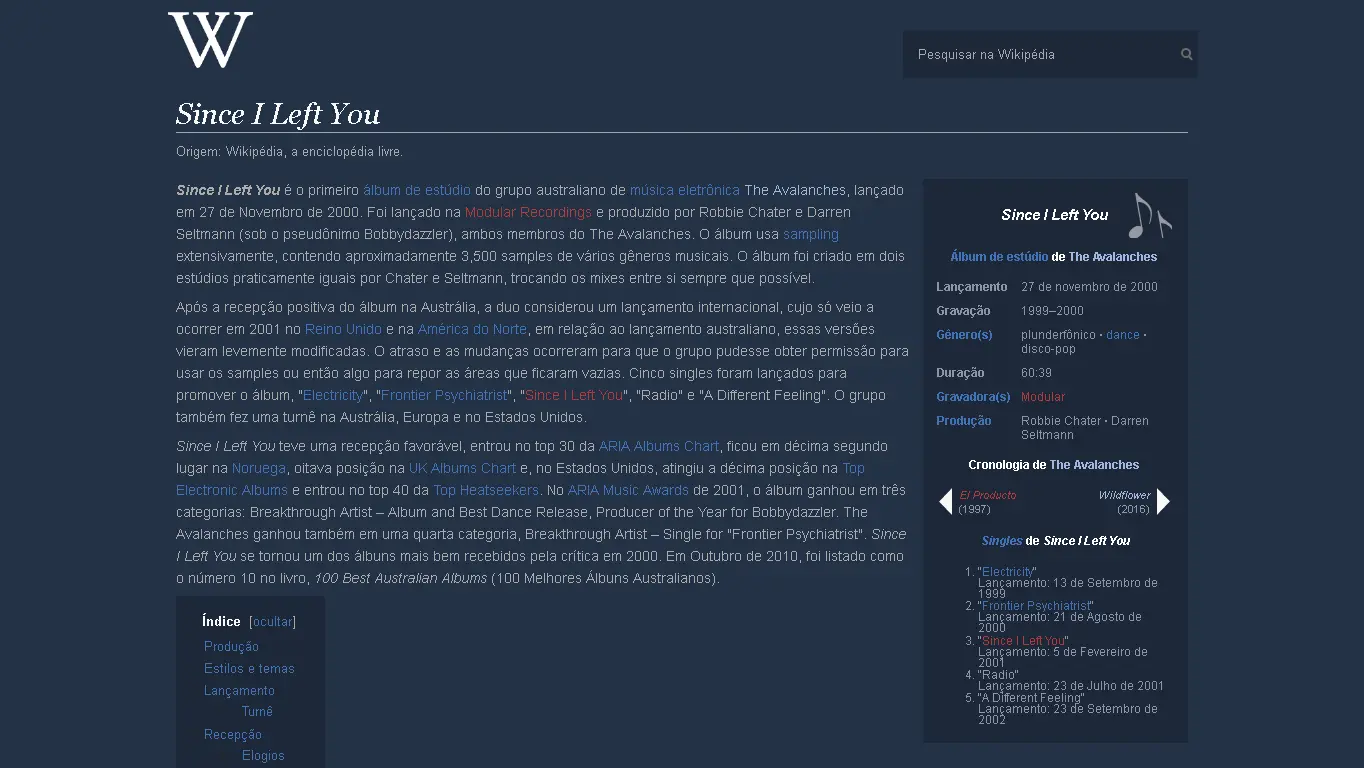 W
Pesquisar na Wikipédia
Since I Left You
Origem: Wikipédia, a enciclopédia livre.
Since I Left You é o primeiro álbum de estúdio do grupo australiano de música eletrônica The Avalanches, lançado
em 27 de Novembro de 2000. Foi lançado na Modular Recordings e produzido por Robbie Chater e Darren
Seltmann (sob o pseudônimo Bobbydazzler), ambos membros do The Avalanches. O álbum usa sampling
extensivamente, contendo aproximadamente 3,500 samples de vários gêneros musicais. O álbum foi criado em dois
estúdios praticamente iguais por Chater e Seltmann, trocando os mixes entre si sempre que possível.
Após a recepção positiva do álbum na Austrália, a duo considerou um lançamento internacional, cujo só veio a
ocorrer em 2001 no Reino Unido e na América do Norte, em relação ao lançamento australiano, essas versões
vieram levemente modificadas. O atraso e as mudanças ocorreram para que o grupo pudesse obter permissão para
usar os samples ou então algo para repor as áreas que ficaram vazias. Cinco singles foram lançados para
promover o álbum, "Electricity", "Frontier Psychiatrist", "Since I Left You", "Radio" e "A Different Feeling". O grupo
também fez uma turnê na Austrália, Europa e no Estados Unidos.
Since I Left You teve uma recepção favorável, entrou no top 30 da ARIA Albums Chart, ficou em décima segundo
lugar na Noruega, oitava posição na UK Albums Chart e, no Estados Unidos, atingiu a décima posição na Top
Electronic Albums e entrou no top 40 da Top Heatseekers. No ARIA Music Awards de 2001, o álbum ganhou em três
categorias: Breakthrough Artist – Album and Best Dance Release, Producer of the Year for Bobbydazzler. The
Avalanches ganhou também em uma quarta categoria, Breakthrough Artist – Single for "Frontier Psychiatrist". Since
I Left You se tornou um dos álbuns mais bem recebidos pela crítica em 2000. Em Outubro de 2010, foi listado como
o número 10 no livro, 100 Best Australian Albums (100 Melhores Álbuns Australianos).
Índice [ocultar]
Produção
Estilos e temas
Lançamento
Turnê
Recepção
Elogios
Since I Left You
Álbum de estúdio de The Avalanches
Lançamento 27 de novembro de 2000
Gravação 1999–2000
Gênero(s) plunderfônico · dance ·
disco-pop
Duração 60:39
Gravadora(s) Modular
Produção Robbie Chater · Darren
Seltmann
Cronologia de The Avalanches
El Producto Wildflower
(1997) (2016)
Singles de Since I Left You
1. "Electricity"
Lançamento: 13 de Setembro de
1999
2. "Frontier Psychiatrist"
Lançamento: 21 de Agosto de
2000
3. "Since I Left You"
Lançamento: 5 de Fevereiro de
2001
4. "Radio"
Lançamento: 23 de Julho de 2001
5. "A Different Feeling"
Lançamento: 23 de Setembro de
2002